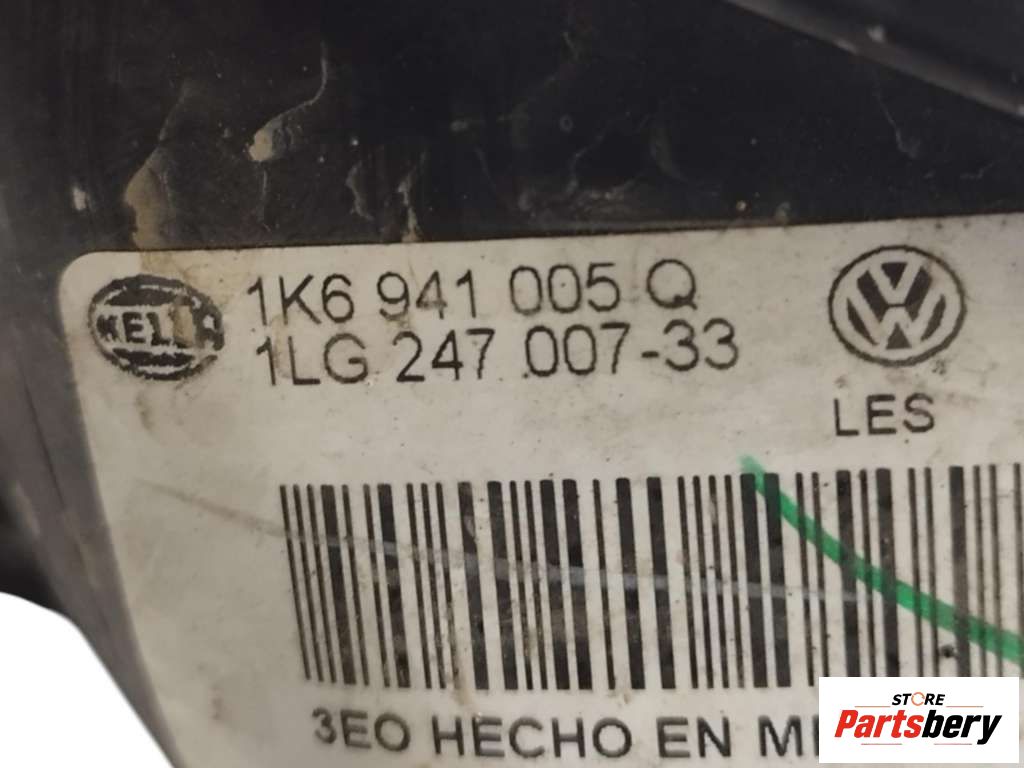 HELLA
1K6 941 005 Q
1LG 247 007-33
LES
3EO HECHO EN
STORE
Partsbery